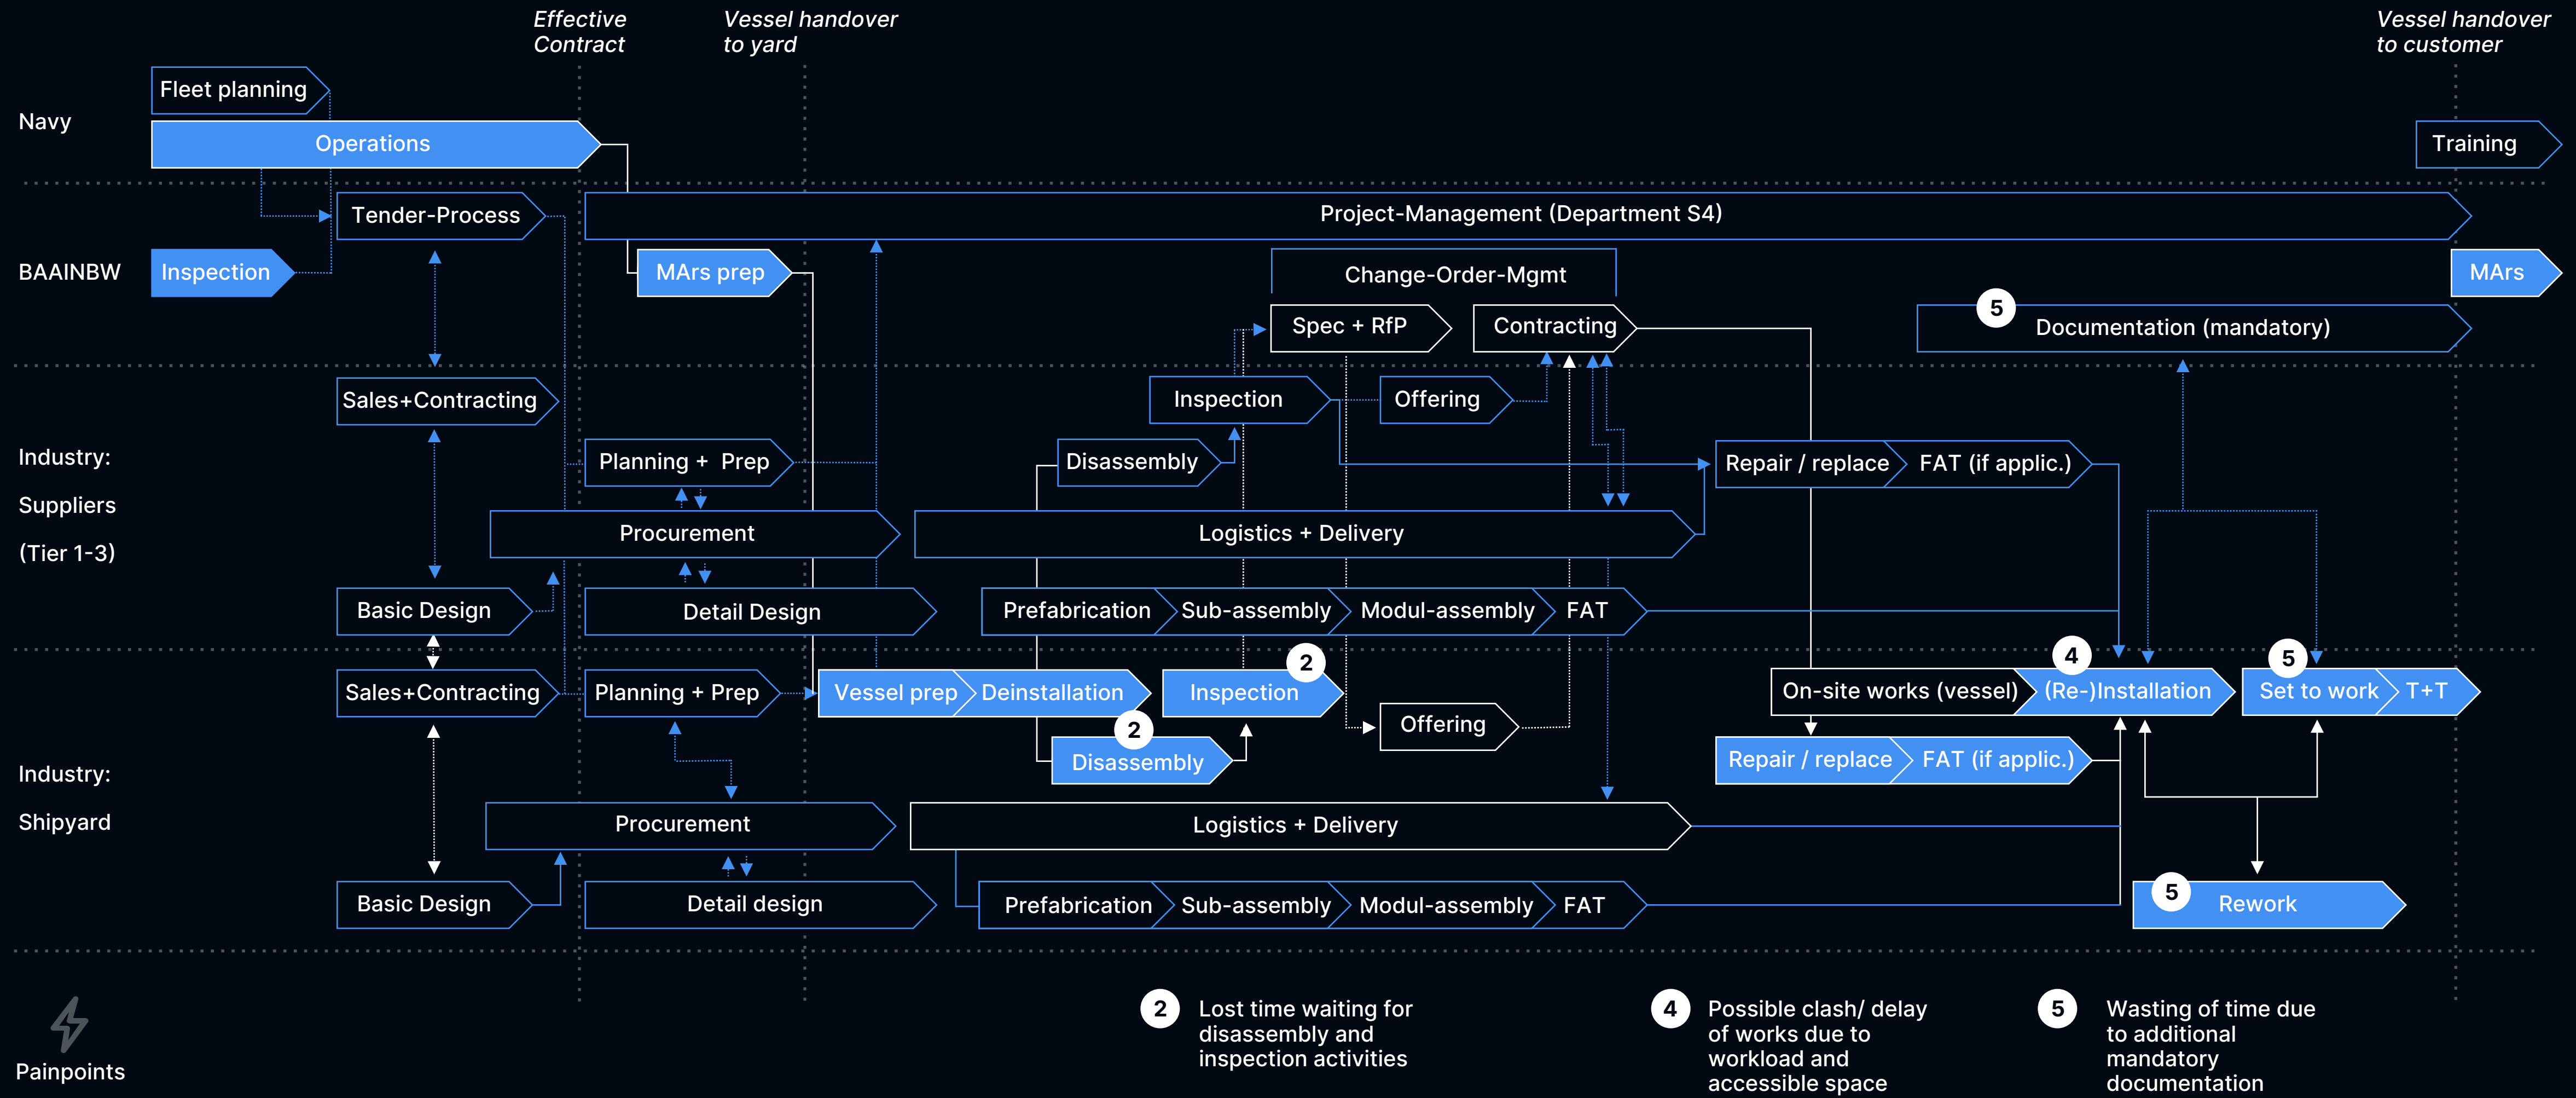 Effective
Contract
Vessel handover
to yard
Vessel handover
to customer
Navy
Fleet planning
Operations
Training
BAAINBW
Tender-Process
Project-Management (Department S4)
Inspection
MArs prep
Change-Order-Mgmt
MArs
Spec + RfP
Contracting
5
Documentation (mandatory)
Industry:
Suppliers
(Tier 1-3)
Sales+Contracting
Inspection
Offering
Planning + Prep
Disassembly
Repair / replace
FAT (if applic.)
Procurement
Logistics + Delivery
Basic Design
Detail Design
Prefabrication
Sub-assembly
Modul-assembly
FAT
Industry:
Shipyard
Sales+Contracting
Planning + Prep
Vessel prep
Deinstallation
Inspection
2
On-site works (vessel)
4
(Re-)Installation
5
Set to work
T+T
Offering
2
Disassembly
Repair / replace
FAT (if applic.)
Procurement
Logistics + Delivery
Basic Design
Detail design
Prefabrication
Sub-assembly
Modul-assembly
FAT
5
Rework
Painpoints
2
Lost time waiting for
disassembly and
inspection activities
4
Possible clash/ delay
of works due to
workload and
accessible space
5
Wasting of time due
to additional
mandatory
documentation